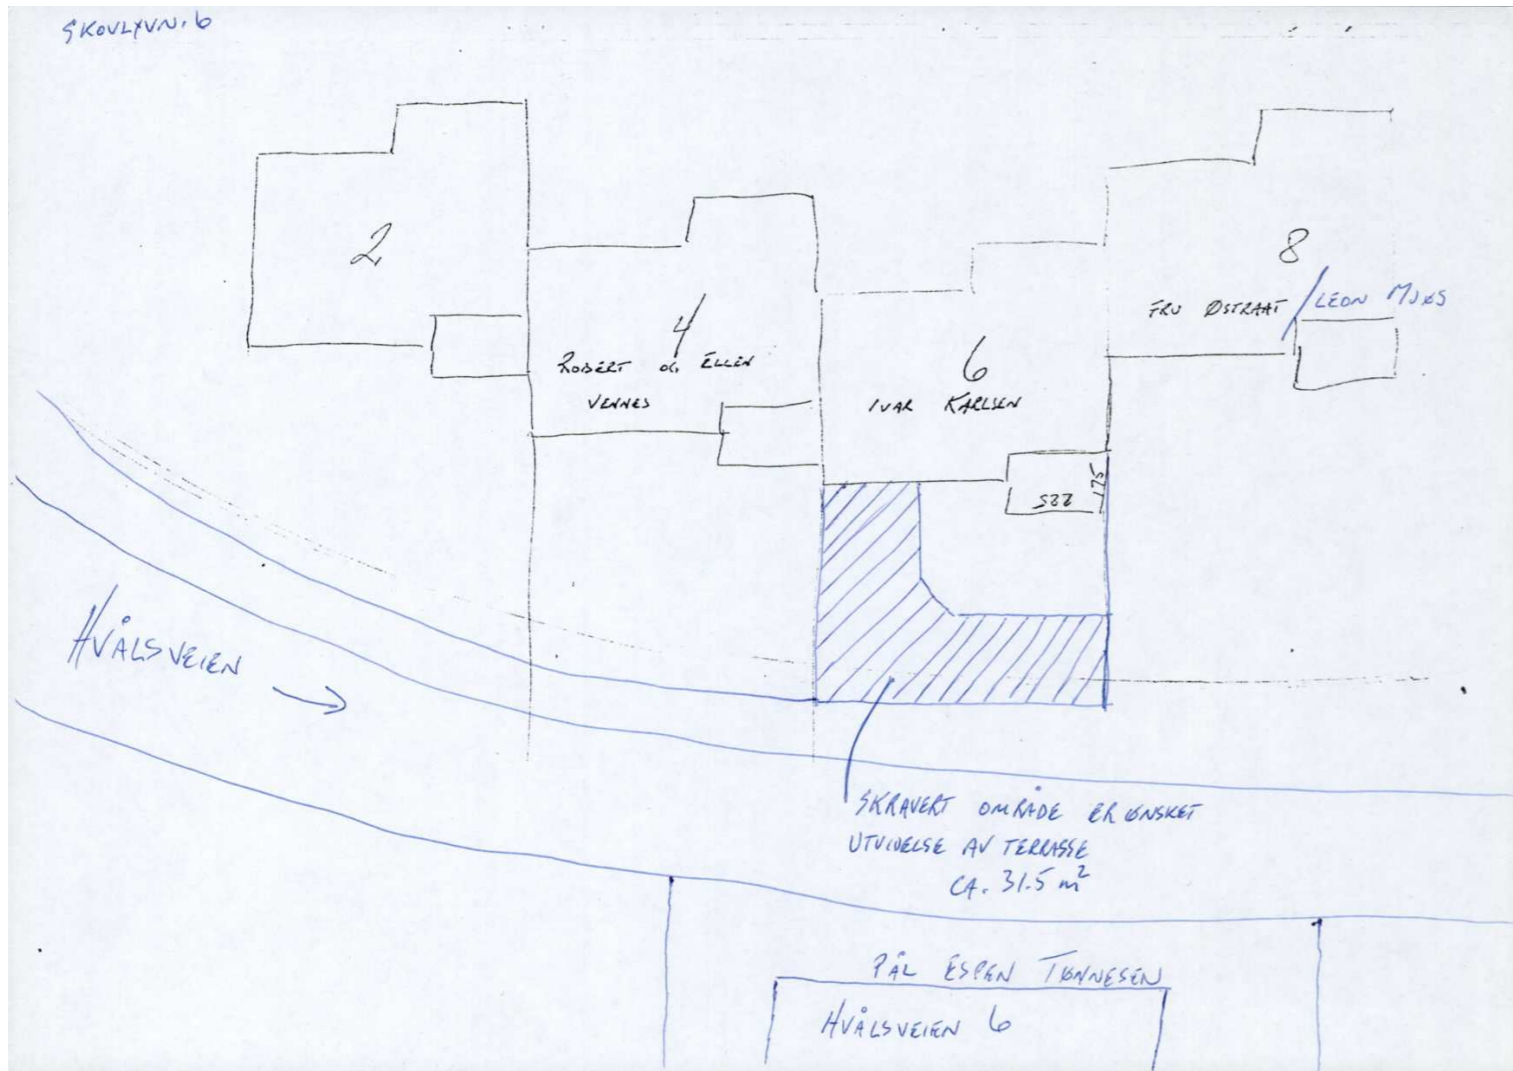 SKOVLYVN. 6
2
8
FRU ØSTRAAT / LEON MJØS
4
ROBERT OG ELLEN
VENNES
6
IVAR KARLSEN
175
522
HVÅLSVEIEN
SKRAVERT OMRÅDE ER ØNSKET
UTVIDELSE AV TERRASSE
CA. 31.5 m²
PÅL ESPEN TØNNESEN
HVÅLSVEIEN 6